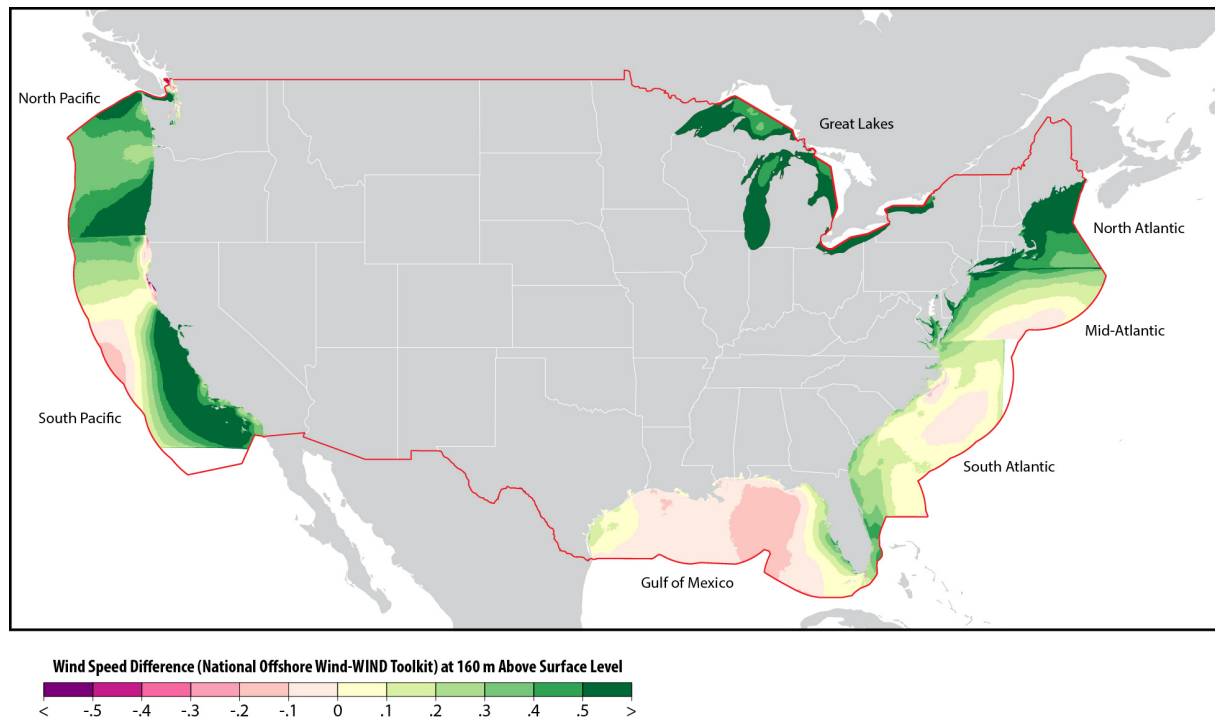 North Pacific
Great Lakes
North Atlantic
Mid-Atlantic
South Pacific
South Atlantic
Gulf of Mexico
Wind Speed Difference (National Offshore Wind-WIND Toolkit) at 160 m Above Surface Level
< -.5 -.4 -.3 -.2 -.1 0 .1 .2 .3 .4 .5 >